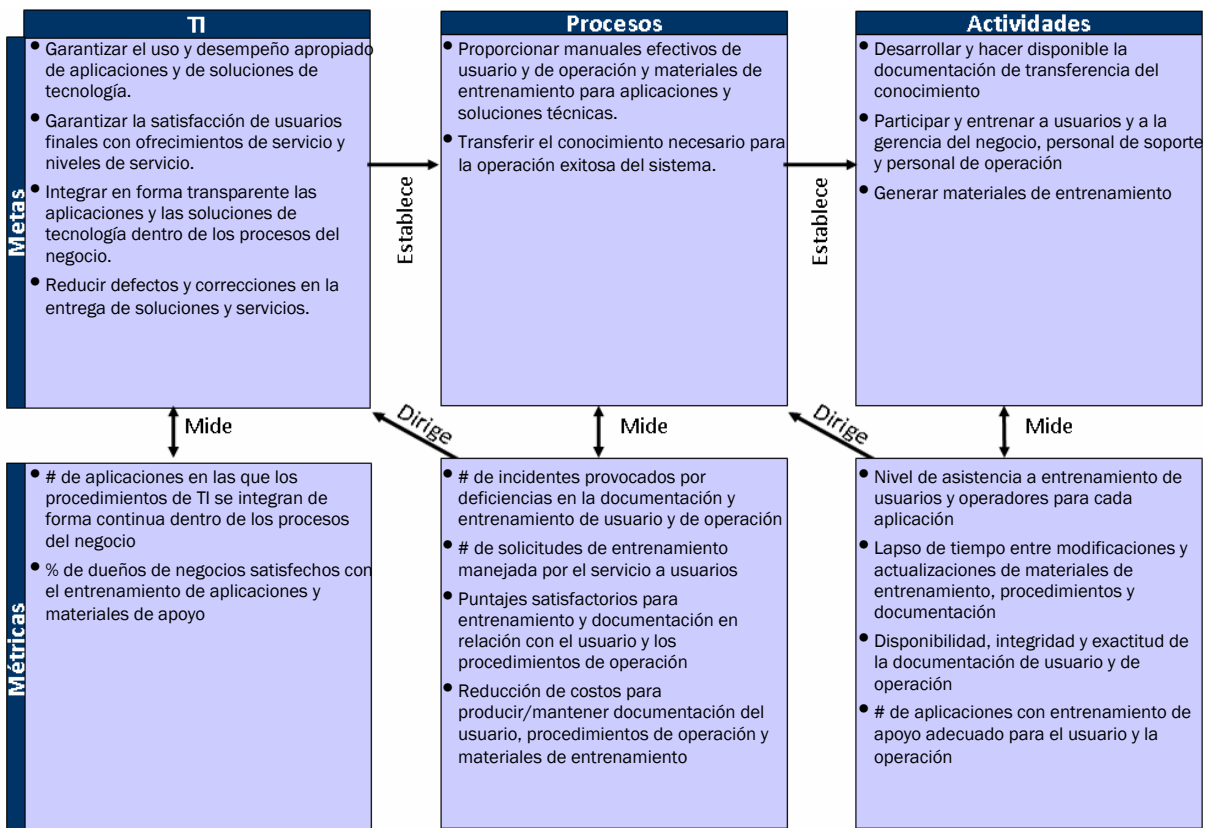 TI
Procesos
Actividades
Metas
• Garantizar el uso y desempeño apropiado
de aplicaciones y de soluciones de
tecnología.
• Garantizar la satisfacción de usuarios
finales con ofrecimientos de servicio y
niveles de servicio.
• Integrar en forma transparente las
aplicaciones y las soluciones de
tecnología dentro de los procesos del
negocio.
• Reducir defectos y correcciones en la
entrega de soluciones y servicios.
Establece
• Proporcionar manuales efectivos de
usuario y de operación y materiales de
entrenamiento para aplicaciones y
soluciones técnicas.
• Transferir el conocimiento necesario para
la operación exitosa del sistema.
Establece
• Desarrollar y hacer disponible la
documentación de transferencia del
conocimiento
• Participar y entrenar a usuarios y a la
gerencia del negocio, personal de soporte
y personal de operación
• Generar materiales de entrenamiento
Mide
Dirige
Mide
Dirige
Mide
Métricas
• # de aplicaciones en las que los
procedimientos de TI se integran de
forma continua dentro de los procesos
del negocio
• % de dueños de negocios satisfechos con
el entrenamiento de aplicaciones y
materiales de apoyo
• # de incidentes provocados por
deficiencias en la documentación y
entrenamiento de usuario y de operación
• # de solicitudes de entrenamiento
manejada por el servicio a usuarios
• Puntajes satisfactorios para
entrenamiento y documentación en
relación con el usuario y los
procedimientos de operación
• Reducción de costos para
producir/mantener documentación del
usuario, procedimientos de operación y
materiales de entrenamiento
• Nivel de asistencia a entrenamiento de
usuarios y operadores para cada
aplicación
• Lapso de tiempo entre modificaciones y
actualizaciones de materiales de
entrenamiento, procedimientos y
documentación
• Disponibilidad, integridad y exactitud de
la documentación de usuario y de
operación
• # de aplicaciones con entrenamiento de
apoyo adecuado para el usuario y la
operación